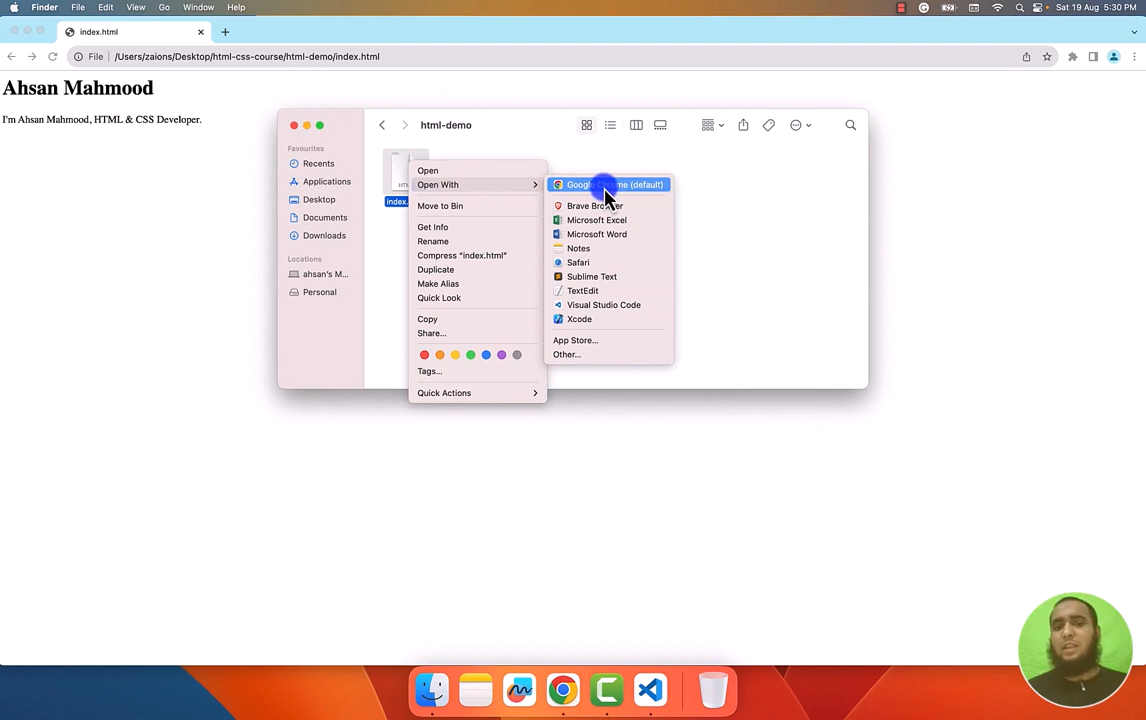 Finder File Edit View Go Window Help
Sat 19 Aug 5:30 PM
index.html
File /Users/zaions/Desktop/html-css-course/html-demo/index.html
Ahsan Mahmood
I'm Ahsan Mahmood, HTML & CSS Developer.
html-demo
Favourites
Recents
Applications
Desktop
Documents
Downloads
Locations
ahsan's M...
Personal
Open
Open With
Move to Bin
Get Info
Rename
Compress “index.html”
Duplicate
Make Alias
Quick Look
Copy
Share...
Tags...
Quick Actions
Google Chrome (default)
Brave Browser
Microsoft Excel
Microsoft Word
Notes
Safari
Sublime Text
TextEdit
Visual Studio Code
Xcode
App Store...
Other...